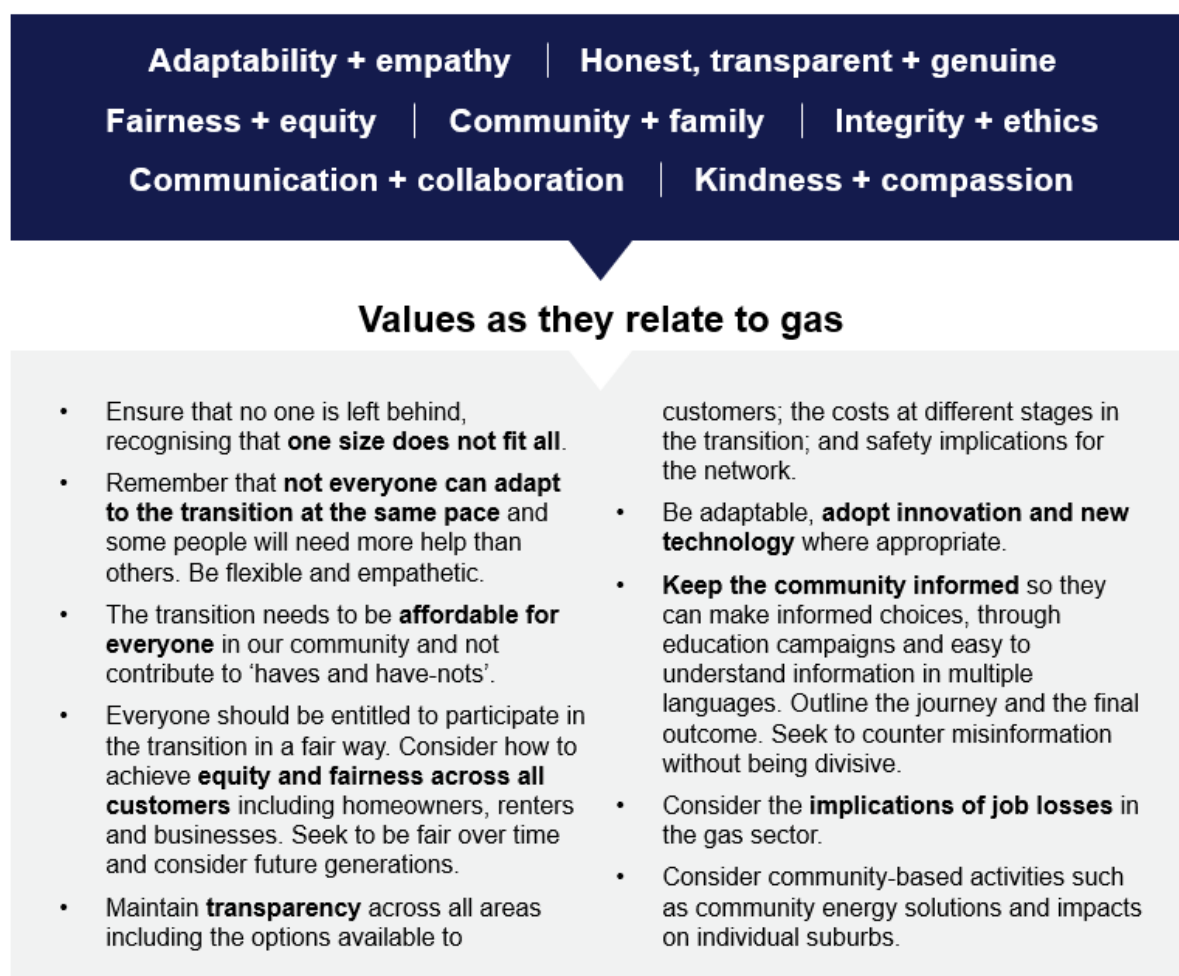 Adaptability + empathy | Honest, transparent + genuine
Fairness + equity | Community + family | Integrity + ethics
Communication + collaboration | Kindness + compassion
Values as they relate to gas
• Ensure that no one is left behind,
recognising that one size does not fit all.
• Remember that not everyone can adapt
to the transition at the same pace and
some people will need more help than
others. Be flexible and empathetic.
• The transition needs to be affordable for
everyone in our community and not
contribute to ‘haves and have-nots’.
• Everyone should be entitled to participate in
the transition in a fair way. Consider how to
achieve equity and fairness across all
customers including homeowners, renters
and businesses. Seek to be fair over time
and consider future generations.
• Maintain transparency across all areas
including the options available to
customers; the costs at different stages in
the transition; and safety implications for
the network.
• Be adaptable, adopt innovation and new
technology where appropriate.
• Keep the community informed so they
can make informed choices, through
education campaigns and easy to
understand information in multiple
languages. Outline the journey and the final
outcome. Seek to counter misinformation
without being divisive.
• Consider the implications of job losses in
the gas sector.
• Consider community-based activities such
as community energy solutions and impacts
on individual suburbs.